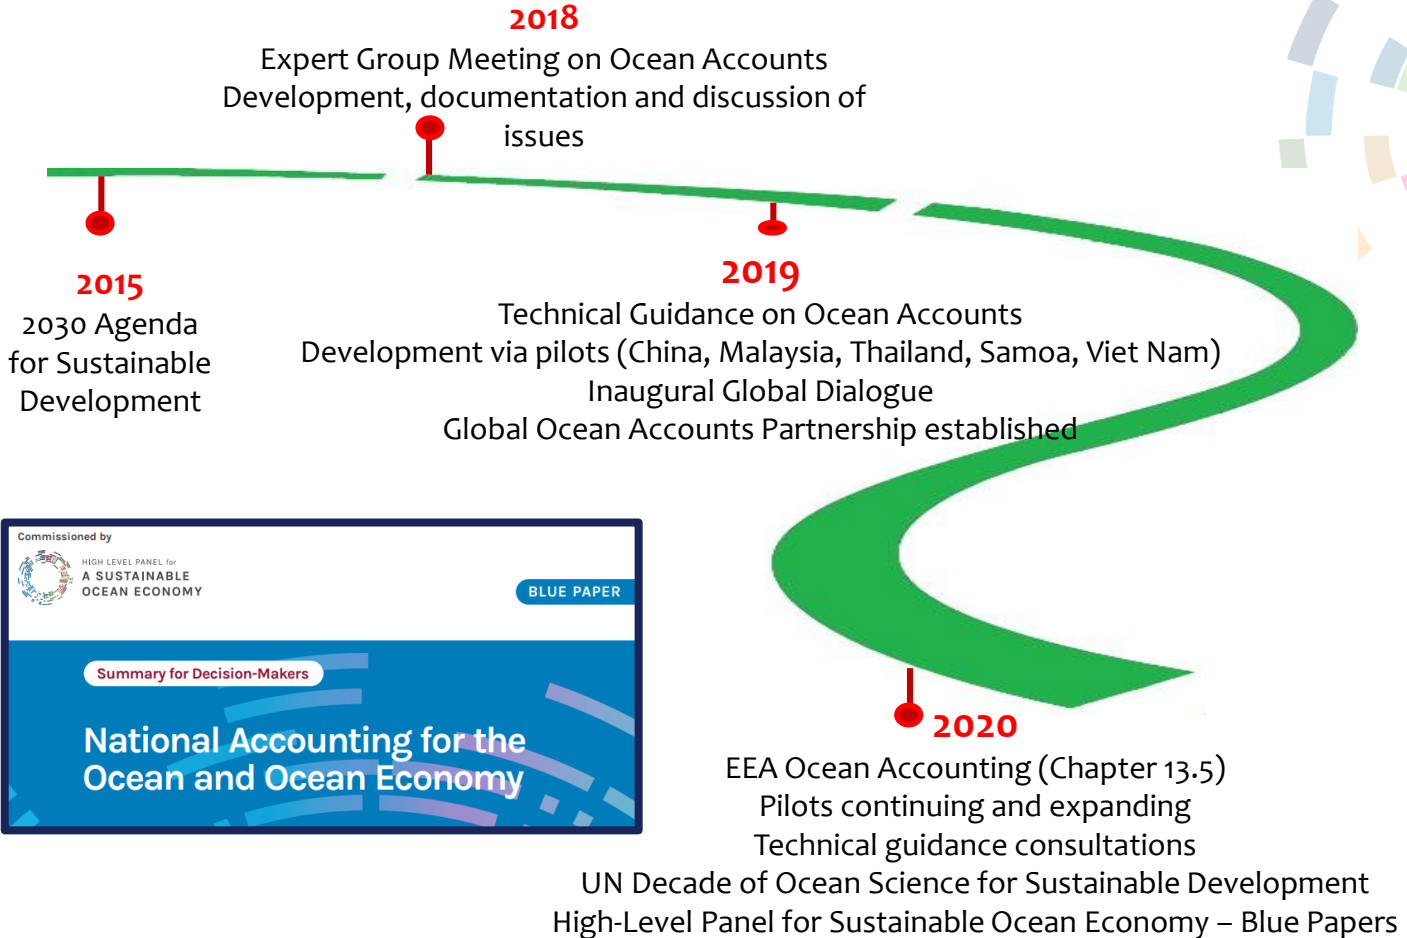 2018
Expert Group Meeting on Ocean Accounts
Development, documentation and discussion of
issues
2015
2030 Agenda
for Sustainable
Development
2019
Technical Guidance on Ocean Accounts
Development via pilots (China, Malaysia, Thailand, Samoa, Viet Nam)
Inaugural Global Dialogue
Global Ocean Accounts Partnership established
Commissioned by
HIGH LEVEL PANEL for
A SUSTAINABLE
OCEAN ECONOMY
BLUE PAPER
Summary for Decision-Makers
National Accounting for the
Ocean and Ocean Economy
2020
EEA Ocean Accounting (Chapter 13.5)
Pilots continuing and expanding
Technical guidance consultations
UN Decade of Ocean Science for Sustainable Development
High-Level Panel for Sustainable Ocean Economy – Blue Papers